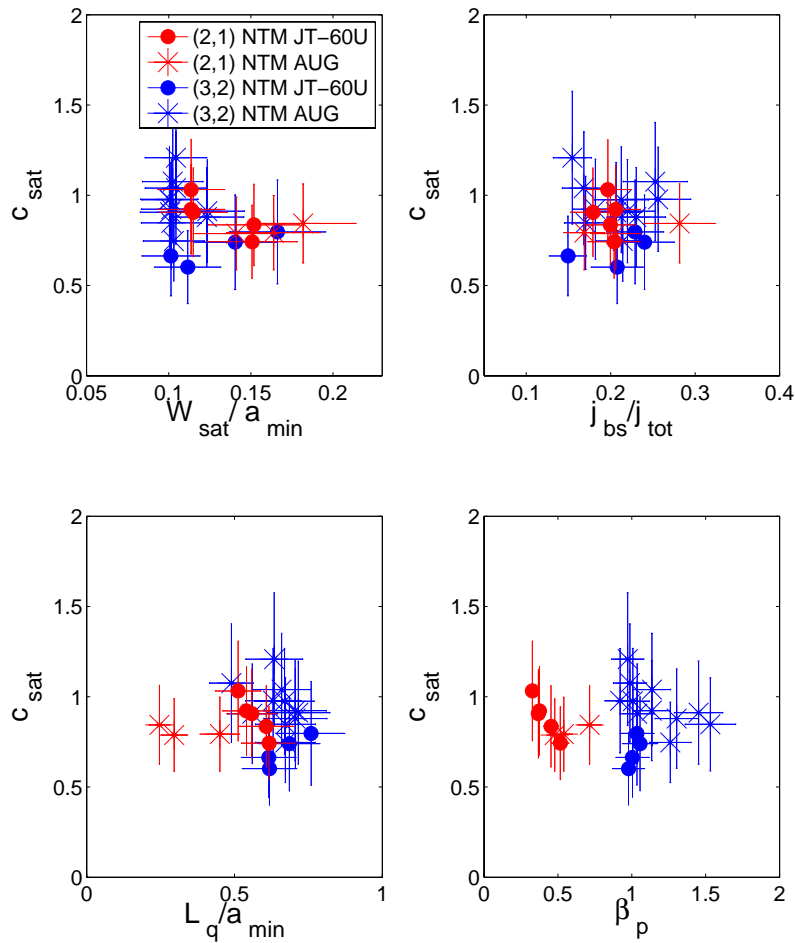 2
1.5
1
0.5
0
c sat
0.05 0.1 0.15 0.2
W sat / a min
(2,1) NTM JT−60U
(2,1) NTM AUG
(3,2) NTM JT−60U
(3,2) NTM AUG
2
1.5
1
0.5
0
c sat
0.1 0.2 0.3 0.4
j bs /j tot
2
1.5
1
0.5
0
c sat
0 0.5 1
L q /a min
2
1.5
1
0.5
0
c sat
0 0.5 1 1.5 2
β p